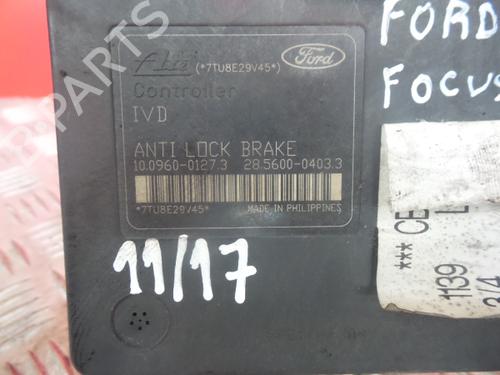 Ate (*7TU8E29V45*) Ford
Controller
IVD
ANTI LOCK BRAKE
10.0960-0127.3 28.5600-0403.3
*7TU8E29V45* MADE IN PHILIPPINES
11/17
FORD
FOCUS
*** CE
1139